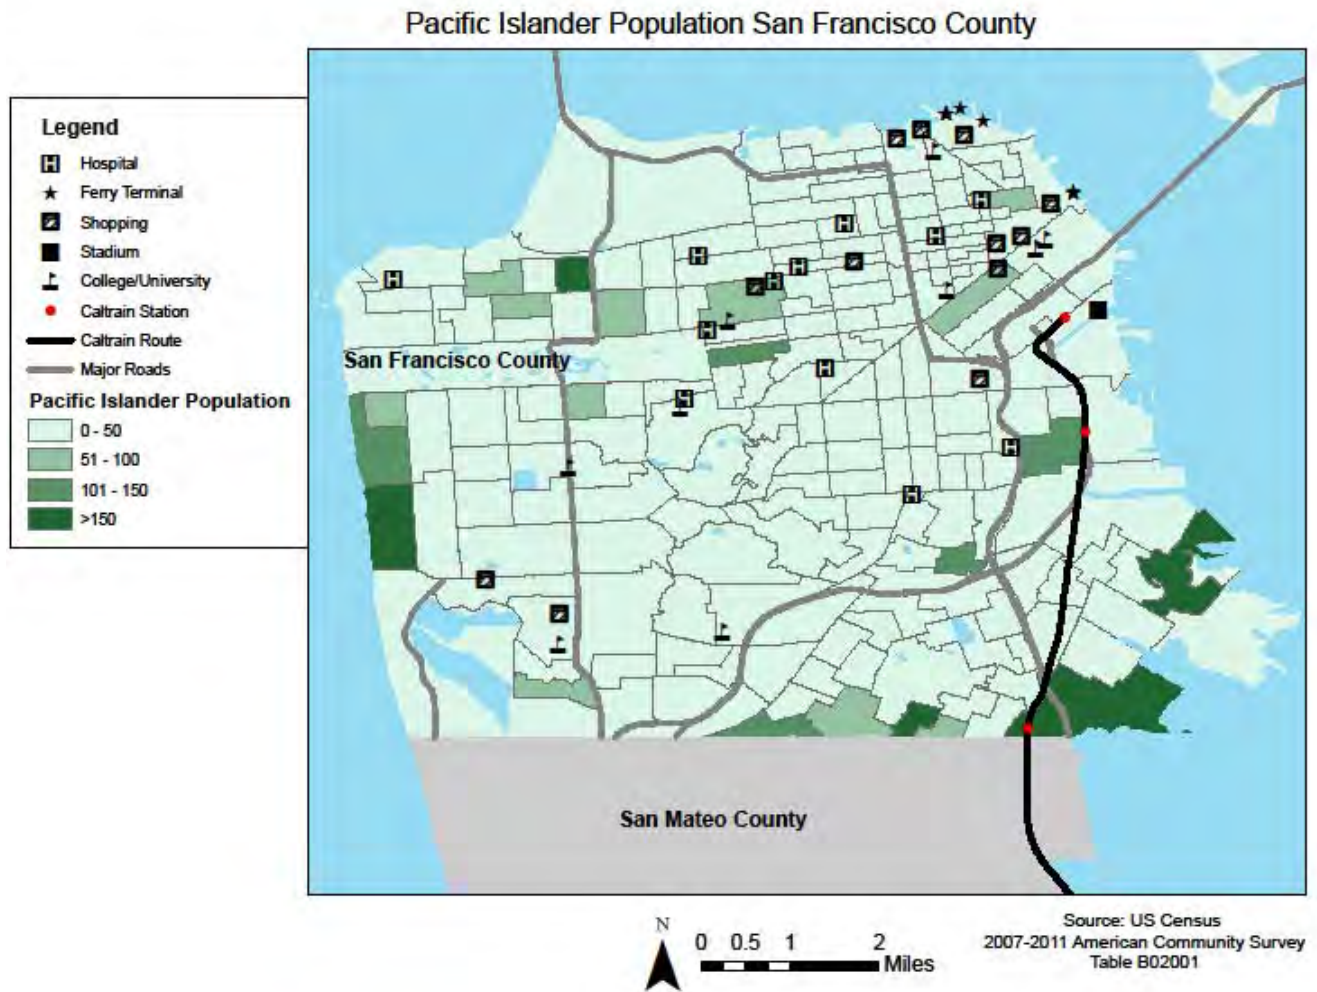 Pacific Islander Population San Francisco County
Legend
Hospital
Ferry Terminal
Shopping
Stadium
College/University
Caltrain Station
Caltrain Route
Major Roads
Pacific Islander Population
0 - 50
51 - 100
101 - 150
>150
San Francisco County
San Mateo County
N
0 0.5 1 2
Miles
Source: US Census
2007-2011 American Community Survey
Table B02001